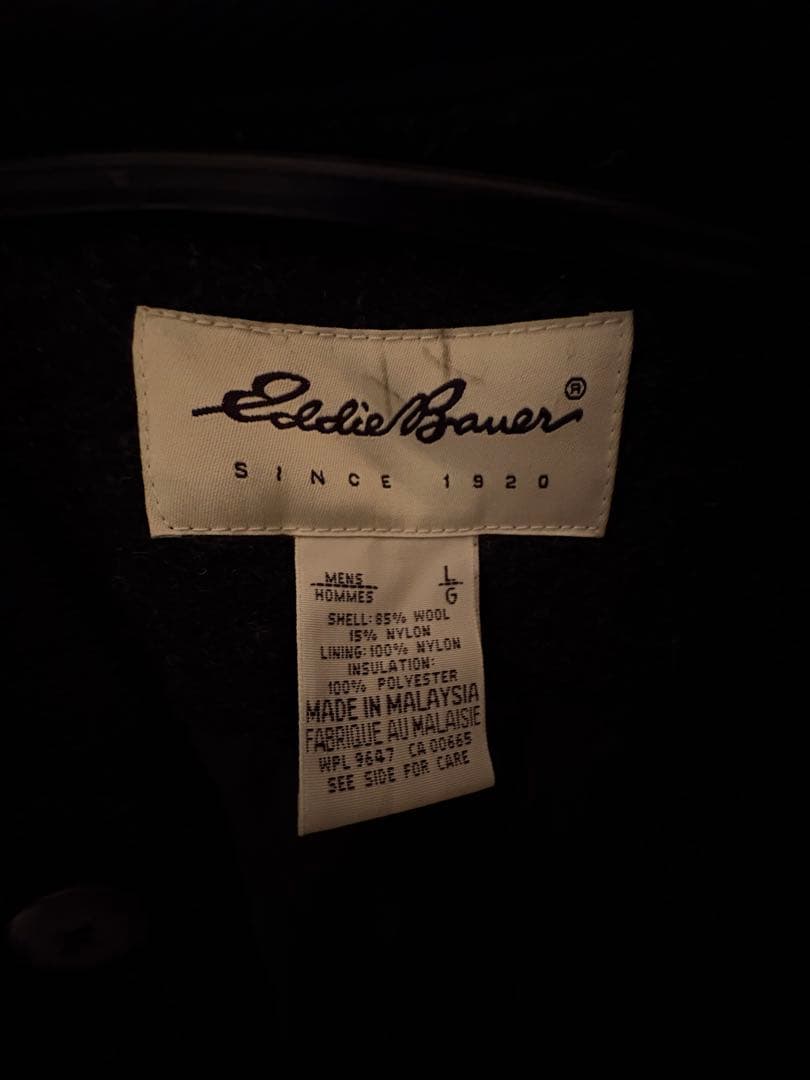 Eddie Bauer®
SINCE 1920
MENS L
HOMMES G
SHELL: 85% WOOL
15% NYLON
LINING: 100% NYLON
INSULATION:
100% POLYESTER
MADE IN MALAYSIA
FABRIQUE AU MALAISIE
WPL 9647 CA 00665
SEE SIDE FOR CARE